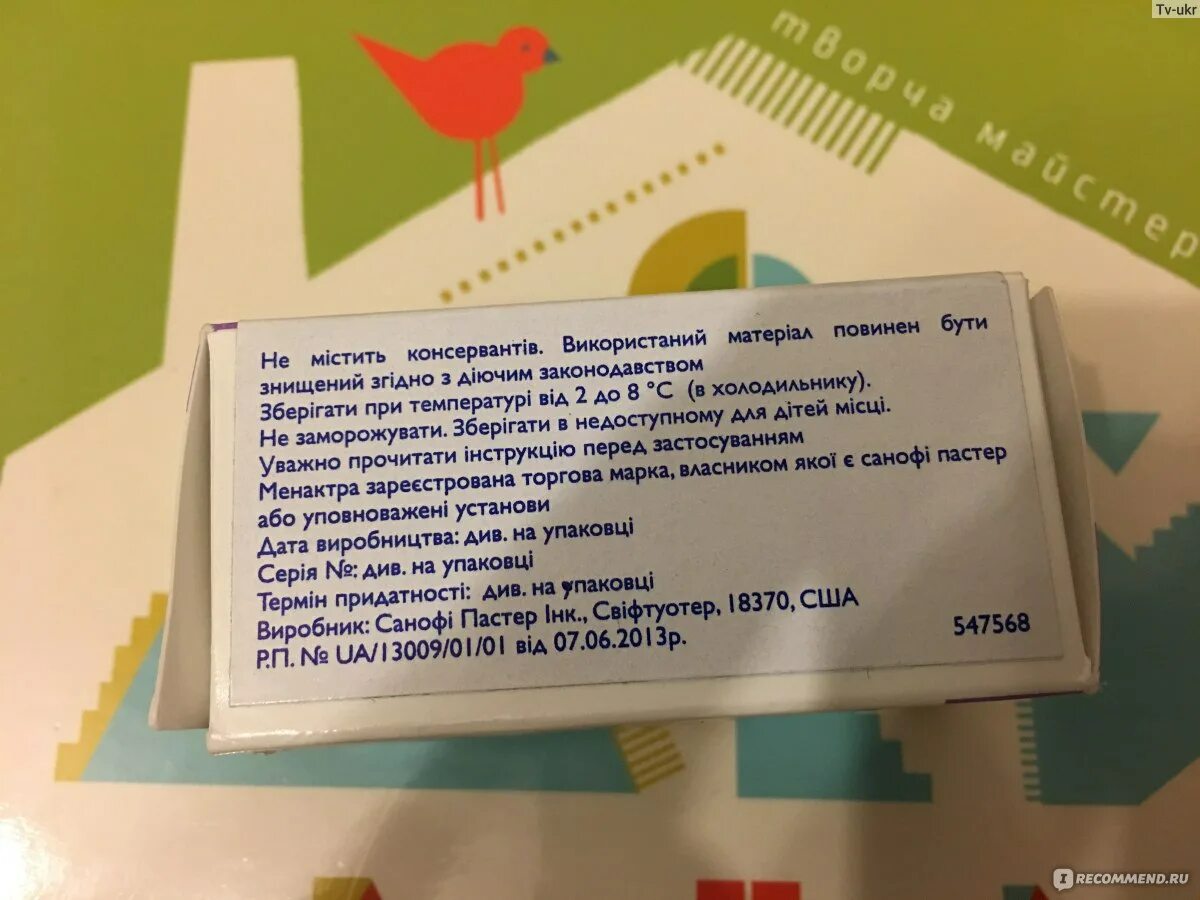 Tv-ukr
творча майстер
Не містить консервантів. Використаний матеріал повинен бути
знищений згідно з діючим законодавством
Зберігати при температурі від 2 до 8 °С (в холодильнику).
Не заморожувати. Зберігати в недоступному для дітей місці.
Уважно прочитати інструкцію перед застосуванням
Менактра зареєстрована торгова марка, власником якої є санофі пастер
або уповноважені установи
Дата виробництва: див. на упаковці
Серія №: див. на упаковці
Термін придатності: див. на упаковці
Виробник: Санофі Пастер Інк., Свіфтуотер, 18370, США
Р.П. № UA/13009/01/01 від 07.06.2013р.
547568
IRECOMMEND.RU